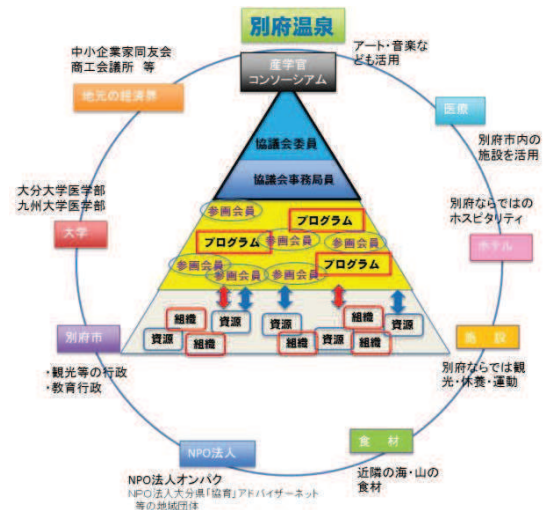 別府温泉
産学官
コンソーシアム
アート・音楽な
ども活用
中小企業家同友会
商工会議所 等
地元の経済界
医療
別府市内の
施設を活用
協議会委員
協議会事務局員
大分大学医学部
九州大学医学部
大学
別府ならではの
ホスピタリティ
ホテル
参画会員
プログラム
プログラム
参画会員
参画会員
参画会員
参画会員
参画会員
プログラム
組織
資源
資源
組織
資源
資源
組織
組織
資源
組織
別府市
・観光等の行政
・教育行政
施 設
別府ならでは観
光・休養・運動
NPO法人
NPO法人オンパク
NPO法人大分県「協育」アドバイザーネット
等の地域団体
食 材
近隣の海・山の
食材